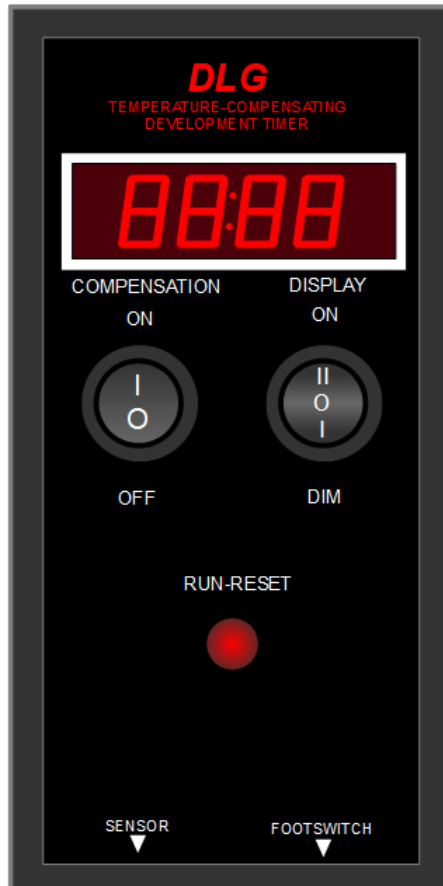 DLG
TEMPERATURE-COMPENSATING
DEVELOPMENT TIMER
88:88
COMPENSATION DISPLAY
ON ON
I II
O O
I
OFF DIM
RUN-RESET
SENSOR FOOTSWITCH